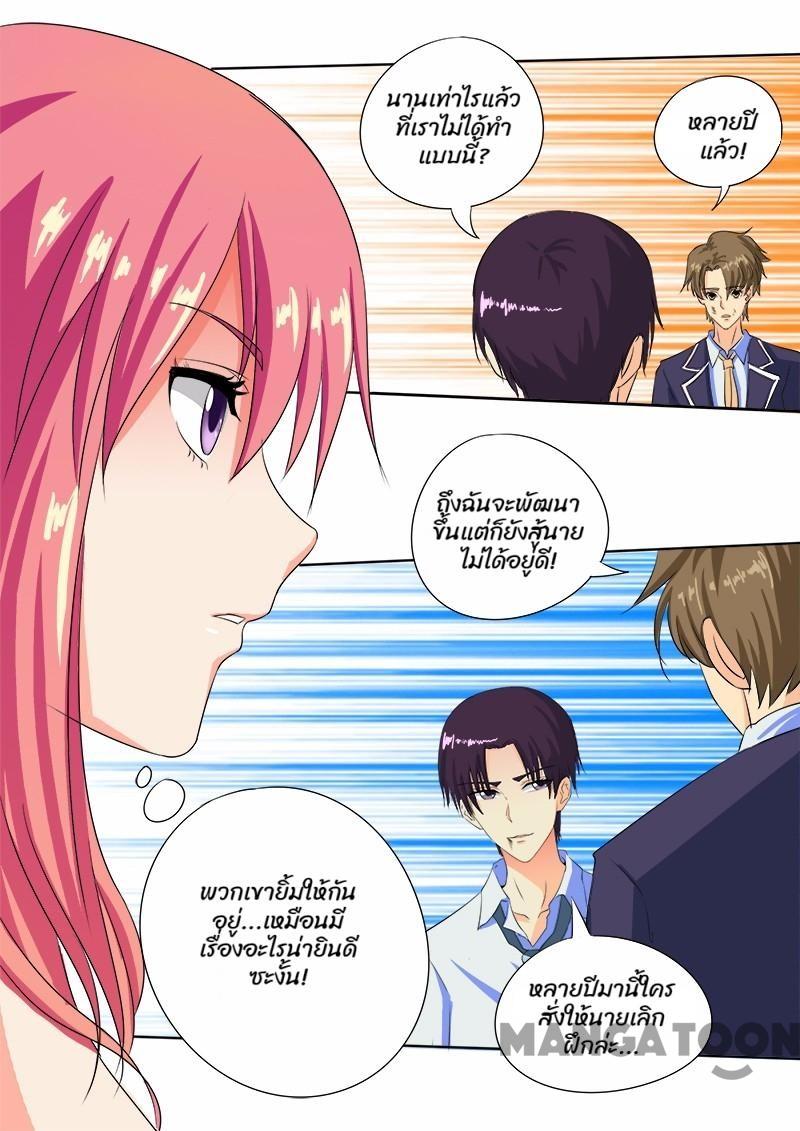 นานเท่าไรแล้ว
ที่เราไม่ได้ทำ
แบบนี้?
หลายปี
แล้ว!
ถึงฉันจะพัฒนา
ขึ้นแต่ก็ยังสู้นาย
ไม่ได้อยู่ดี!
พวกเขายิ้มให้กัน
อยู่...เหมือนมี
เรื่องอะไรน่ายินดี
ซะงั้น!
หลายปีมานี้ใคร
สั่งให้นายเลิก
ฝึกล่ะ...
MANGATOON